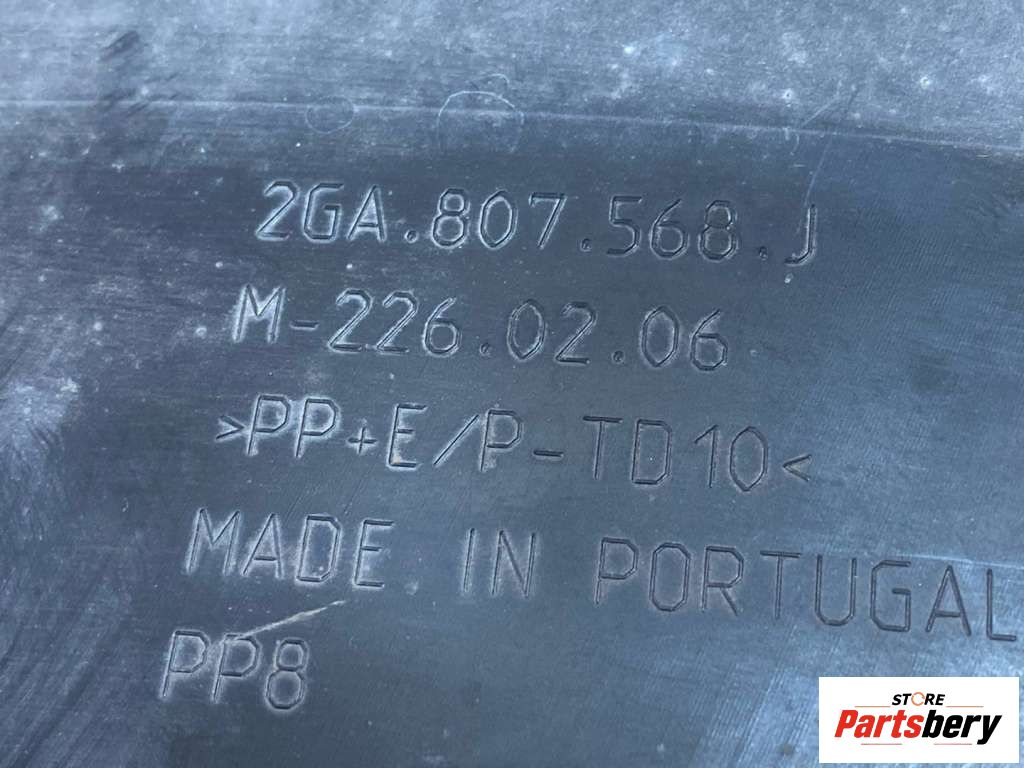 2GA.807.568.J
M-226.02.06
>PP+E/P-TD10<
MADE IN PORTUGAL
PP8
STORE
Partsbery